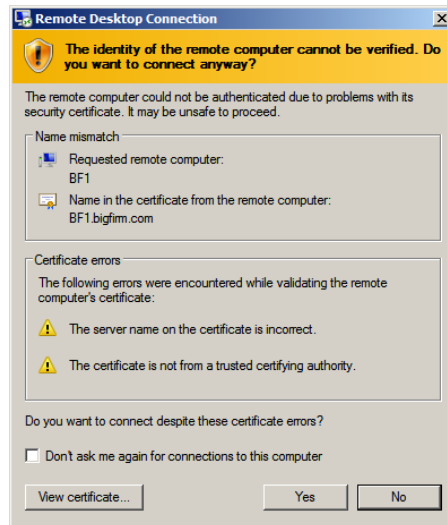 Remote Desktop Connection
The identity of the remote computer cannot be verified. Do
you want to connect anyway?
The remote computer could not be authenticated due to problems with its
security certificate. It may be unsafe to proceed.
Name mismatch
Requested remote computer:
BF1
Name in the certificate from the remote computer:
BF1.bigfirm.com
Certificate errors
The following errors were encountered while validating the remote
computer's certificate:
The server name on the certificate is incorrect.
The certificate is not from a trusted certifying authority.
Do you want to connect despite these certificate errors?
Don't ask me again for connections to this computer
View certificate... Yes No